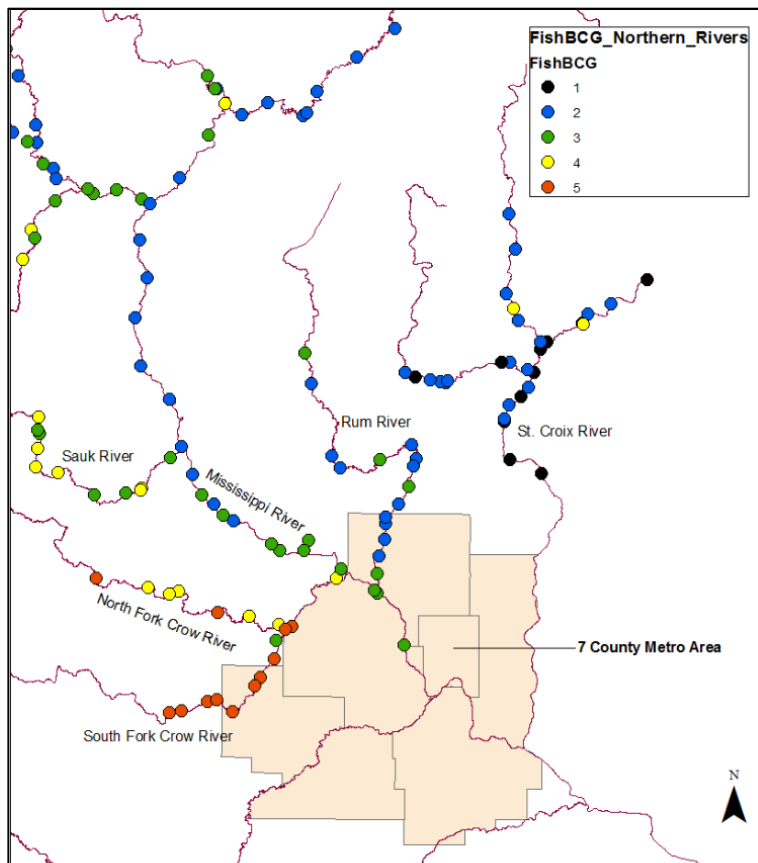 FishBCG_Northern_Rivers
FishBCG
1
2
3
4
5
Rum River
St. Croix River
Sauk River
Mississippi River
North Fork Crow River
7 County Metro Area
South Fork Crow River
N